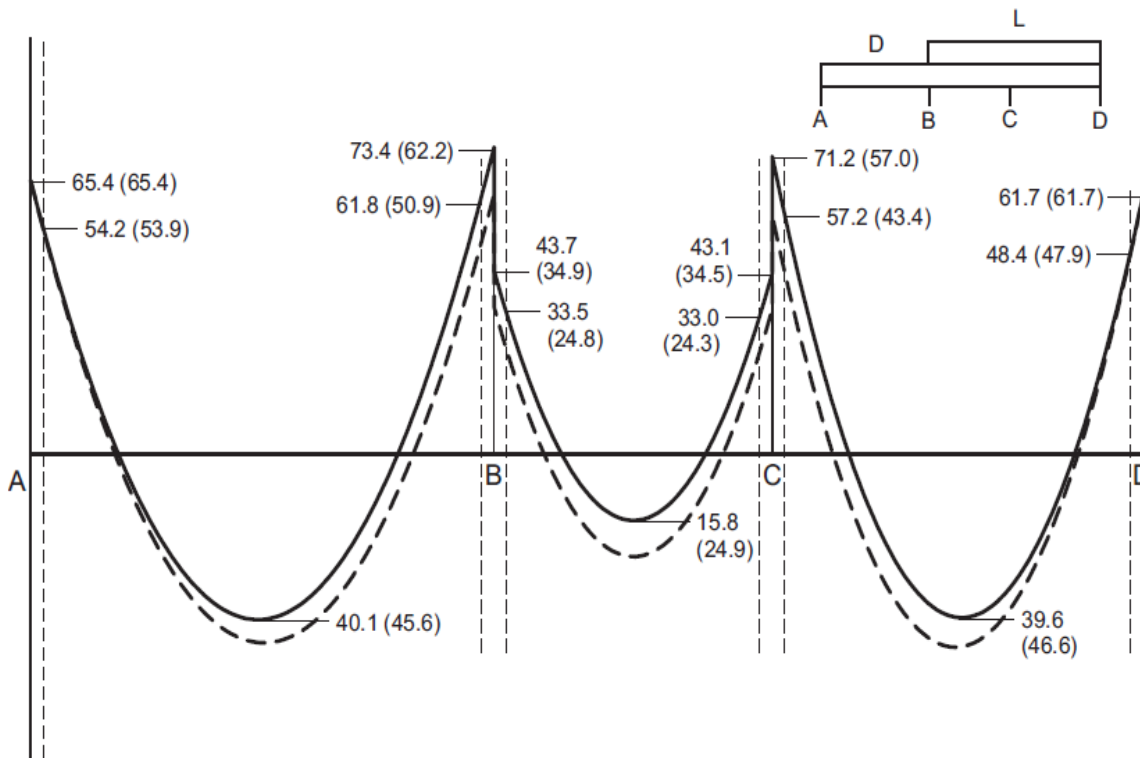 L
D
A
B
C
D
73.4 (62.2)
71.2 (57.0)
65.4 (65.4)
61.8 (50.9)
61.7 (61.7)
54.2 (53.9)
57.2 (43.4)
43.7
(34.9)
43.1
(34.5)
48.4 (47.9)
33.5
(24.8)
33.0
(24.3)
A
B
C
D
15.8
(24.9)
40.1 (45.6)
39.6
(46.6)